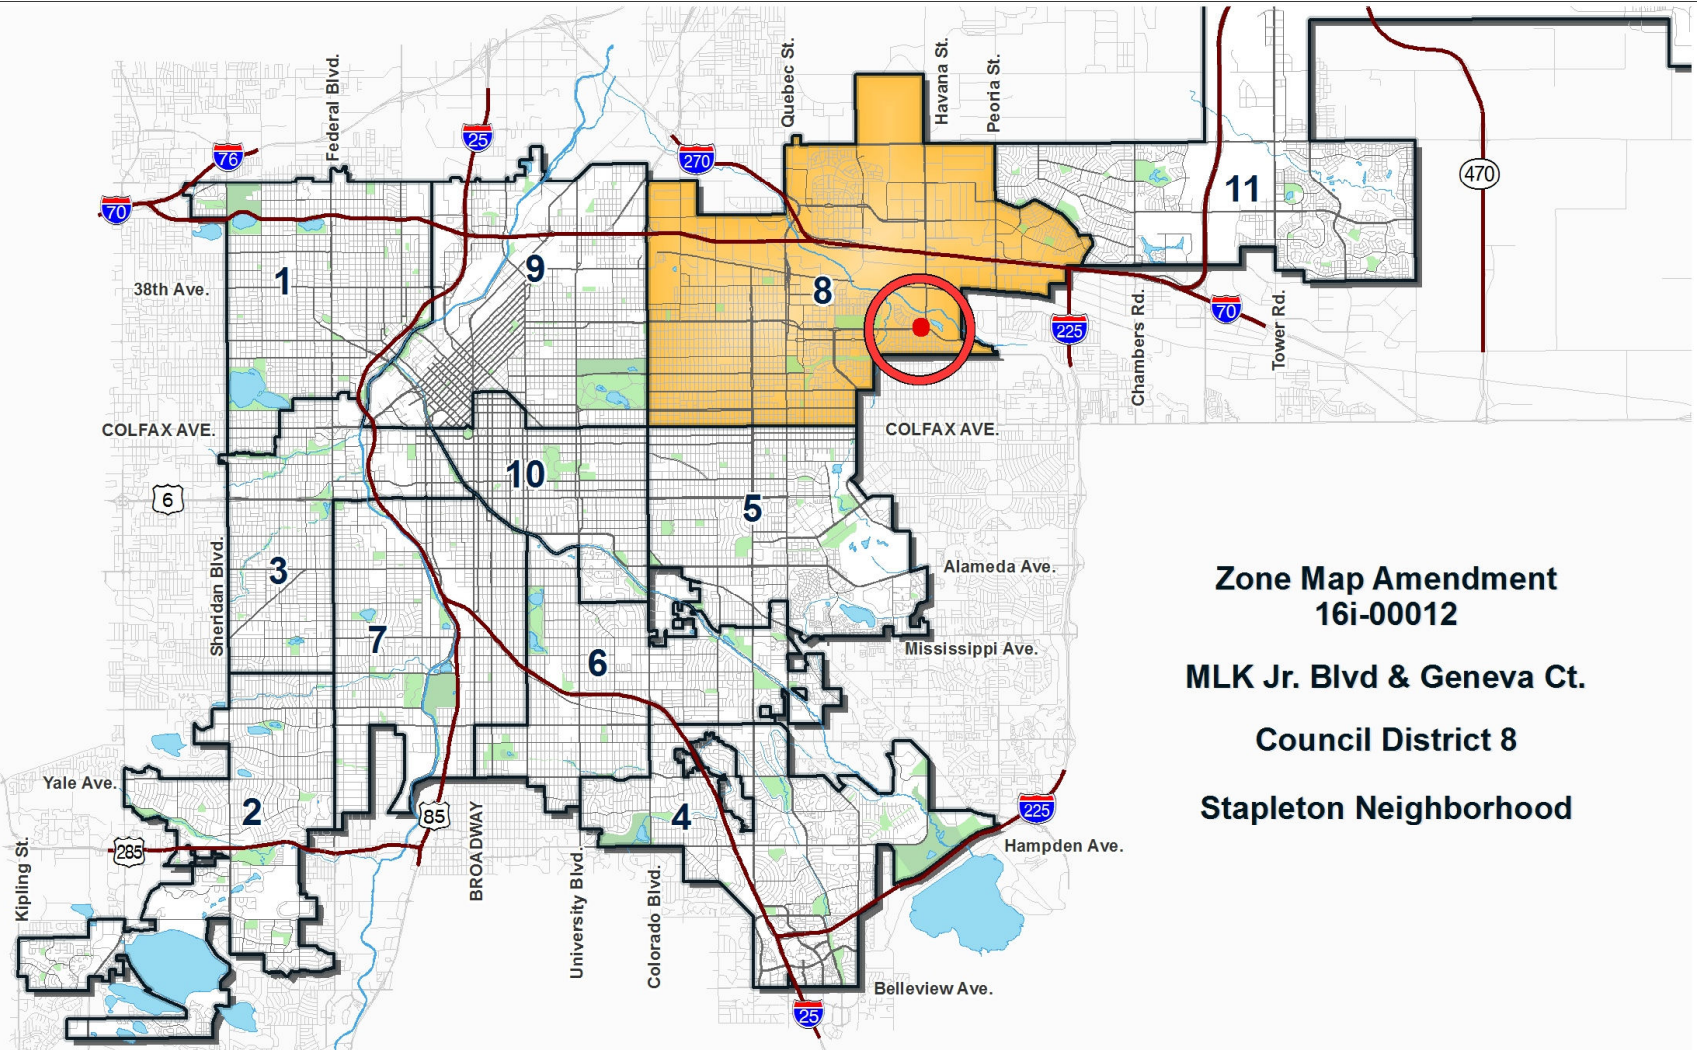 Federal Blvd.
Quebec St.
Havana St.
Peoria St.
76
25
270
70
11
470
1
9
8
38th Ave.
225
Chambers Rd.
70
Tower Rd.
COLFAX AVE.
COLFAX AVE.
10
6
5
Sheridan Blvd.
3
Alameda Ave.
7
6
Mississippi Ave.
Yale Ave.
2
4
85
225
285
BROADWAY
Hampden Ave.
Kipling St.
University Blvd.
Colorado Blvd.
Belleview Ave.
25
Zone Map Amendment
16i-00012
MLK Jr. Blvd & Geneva Ct.
Council District 8
Stapleton Neighborhood